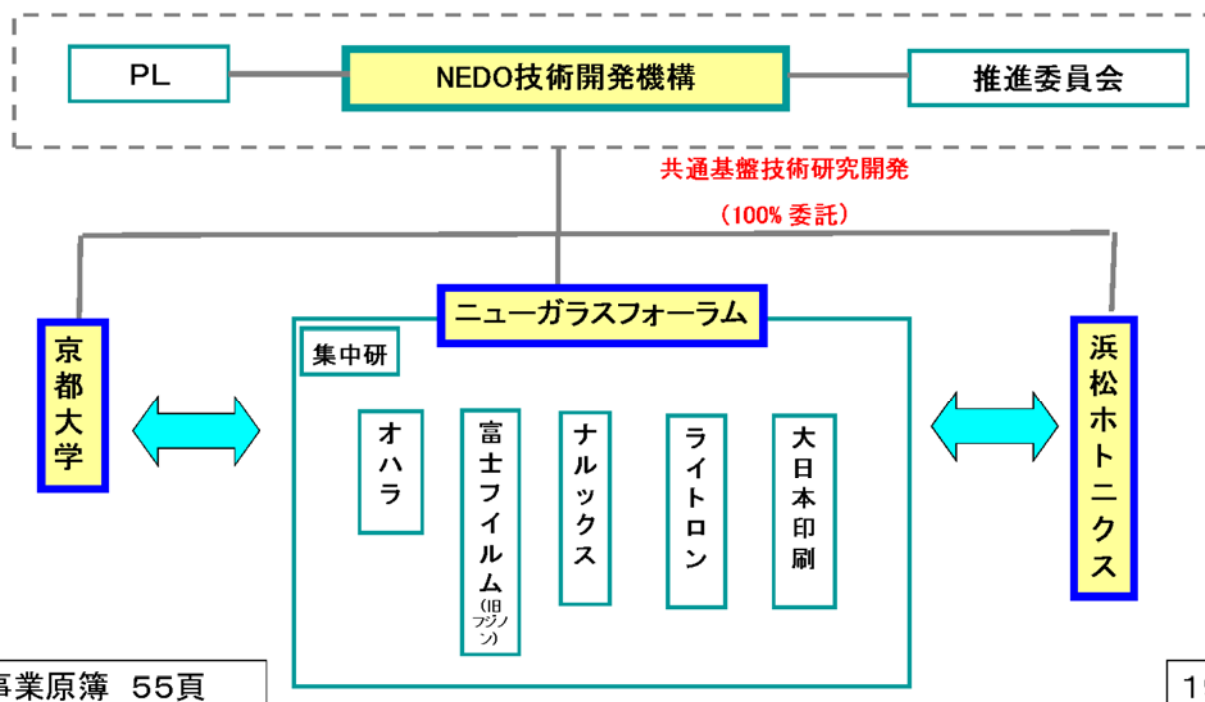 PL
NEDO技術開発機構
推進委員会
共通基盤技術研究開発
(100% 委託)
ニューガラスフォーラム
京都大学
集中研
オハラ
富士フイルム
(旧フジノン)
ナルックス
ライトロン
大日本印刷
浜松ホトニクス
事業原簿 55頁